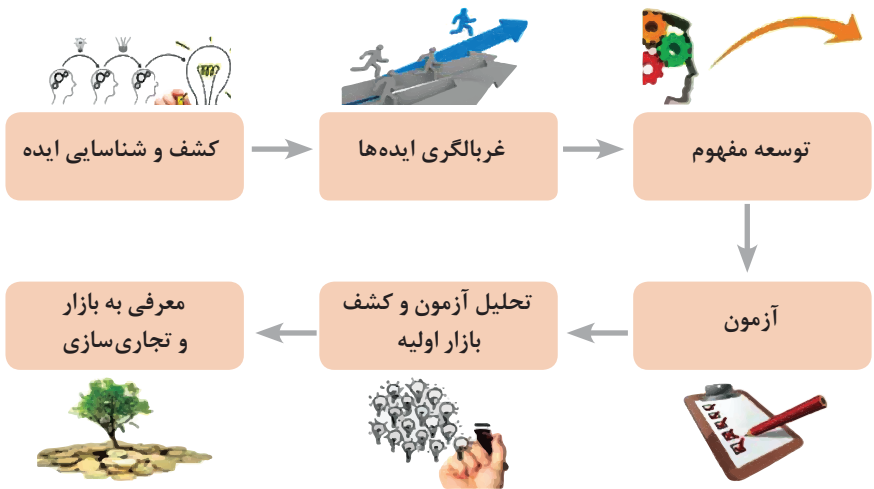 کشف و شناسایی ایده
غربالگری ایده‌ها
توسعه مفهوم
آزمون
تحلیل آزمون و کشف
بازار اولیه
معرفی به بازار
و تجاری‌سازی